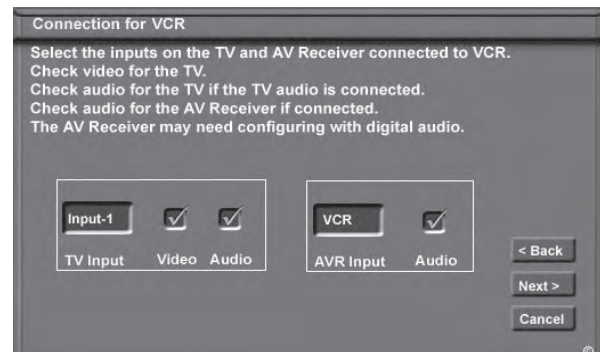 Connection for VCR
Select the inputs on the TV and AV Receiver connected to VCR.
Check video for the TV.
Check audio for the TV if the TV audio is connected.
Check audio for the AV Receiver if connected.
The AV Receiver may need configuring with digital audio.
Input-1
TV Input Video Audio
VCR
AVR Input Audio
< Back
Next >
Cancel